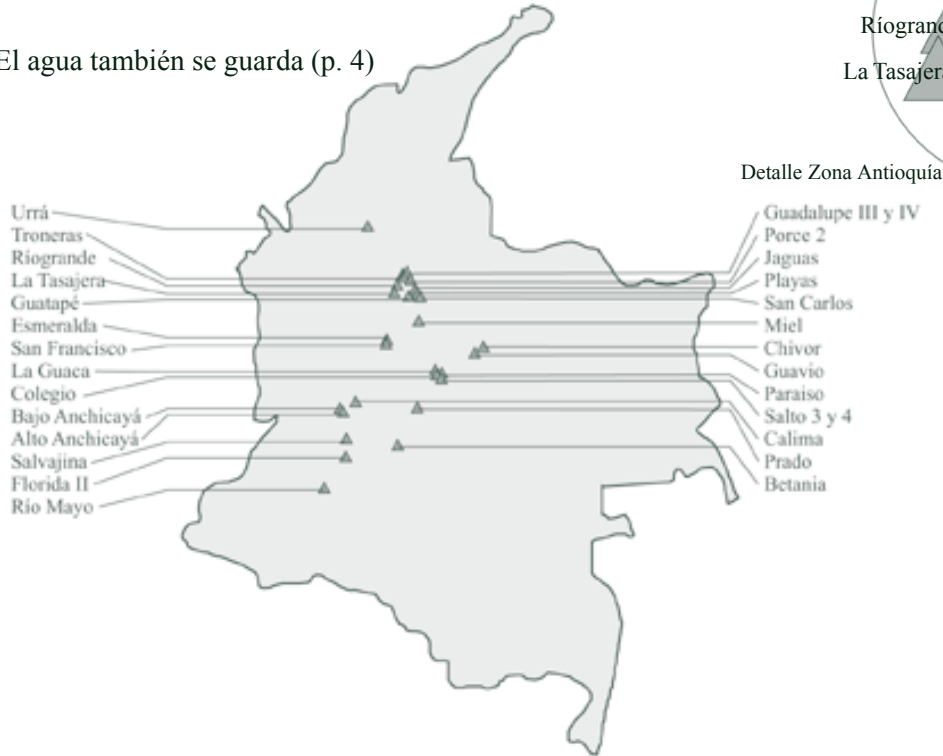 El agua también se guarda (p. 4)
La Tasajera
Detalle Zona Antioquía
Urrá
Troneras
Ríogrande
La Tasajera
Guatapé
Esmeralda
San Francisco
La Guaca
Colegio
Bajo Anchicayá
Alto Anchicayá
Salvajina
Florida II
Río Mayo
Guadalupe III y IV
Porce 2
Jaguas
Playas
San Carlos
Miel
Chivor
Guavio
Paraiso
Salto 3 y 4
Calima
Prado
Betania